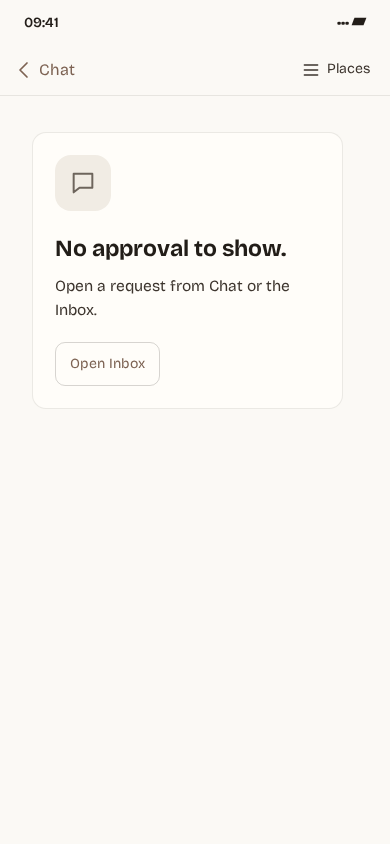 09:41
Chat
Places
No approval to show.
Open a request from Chat or the
Inbox.
Open Inbox